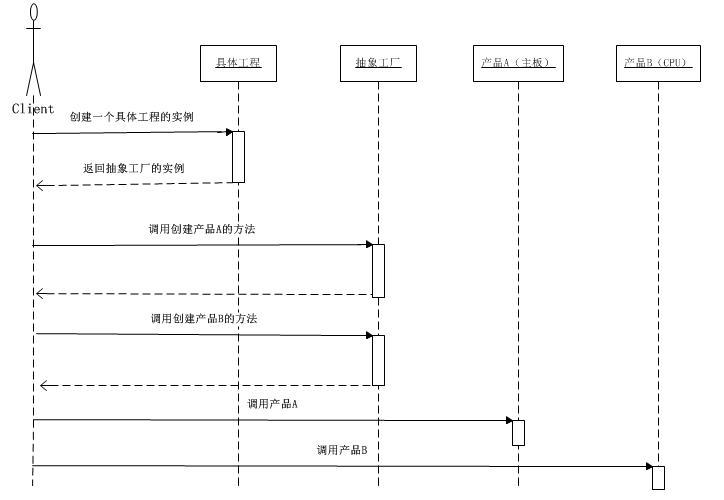 具体工程
抽象工厂
产品A（主板）
产品B（CPU）
Client
创建一个具体工程的实例
返回抽象工厂的实例
调用创建产品A的方法
调用创建产品B的方法
调用产品A
调用产品B